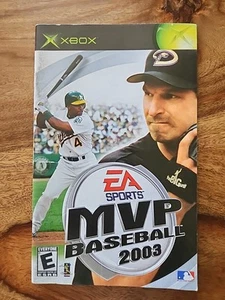 XBOX
4
EA
SPORTS
MVP
BASEBALL
2003
EVERYONE
E